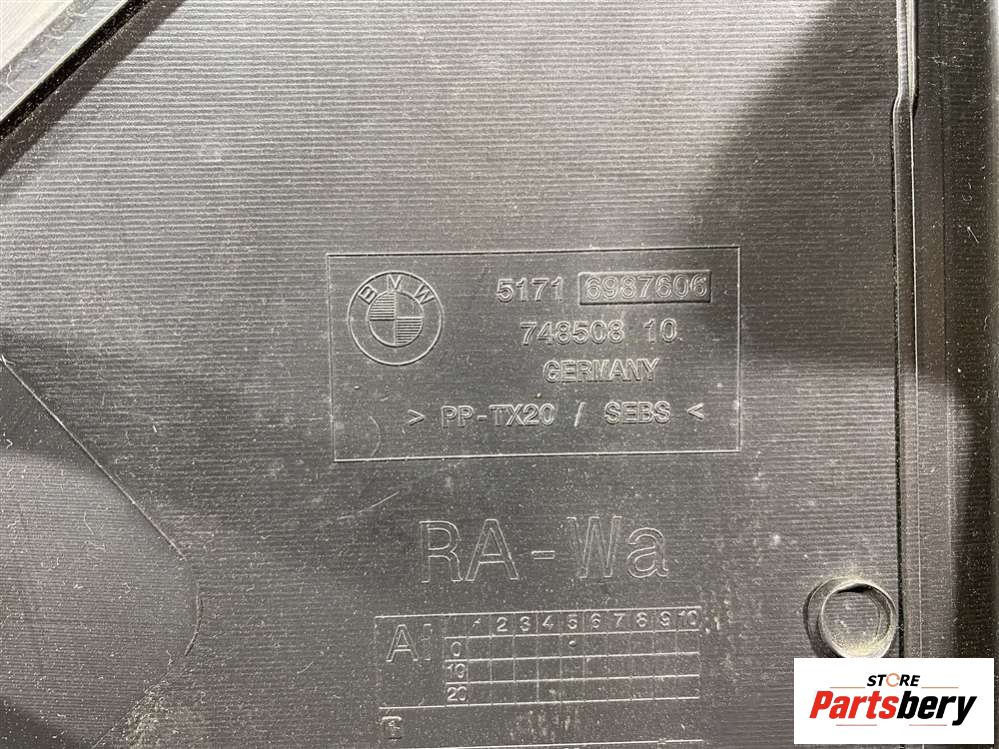 BMW
5171 6987606
748508 10
GERMANY
> PP-TX20 / SEBS <
RA-Wa
AI 1 2 3 4 5 6 7 8 9 10
0
10
20
STORE
Partsbery